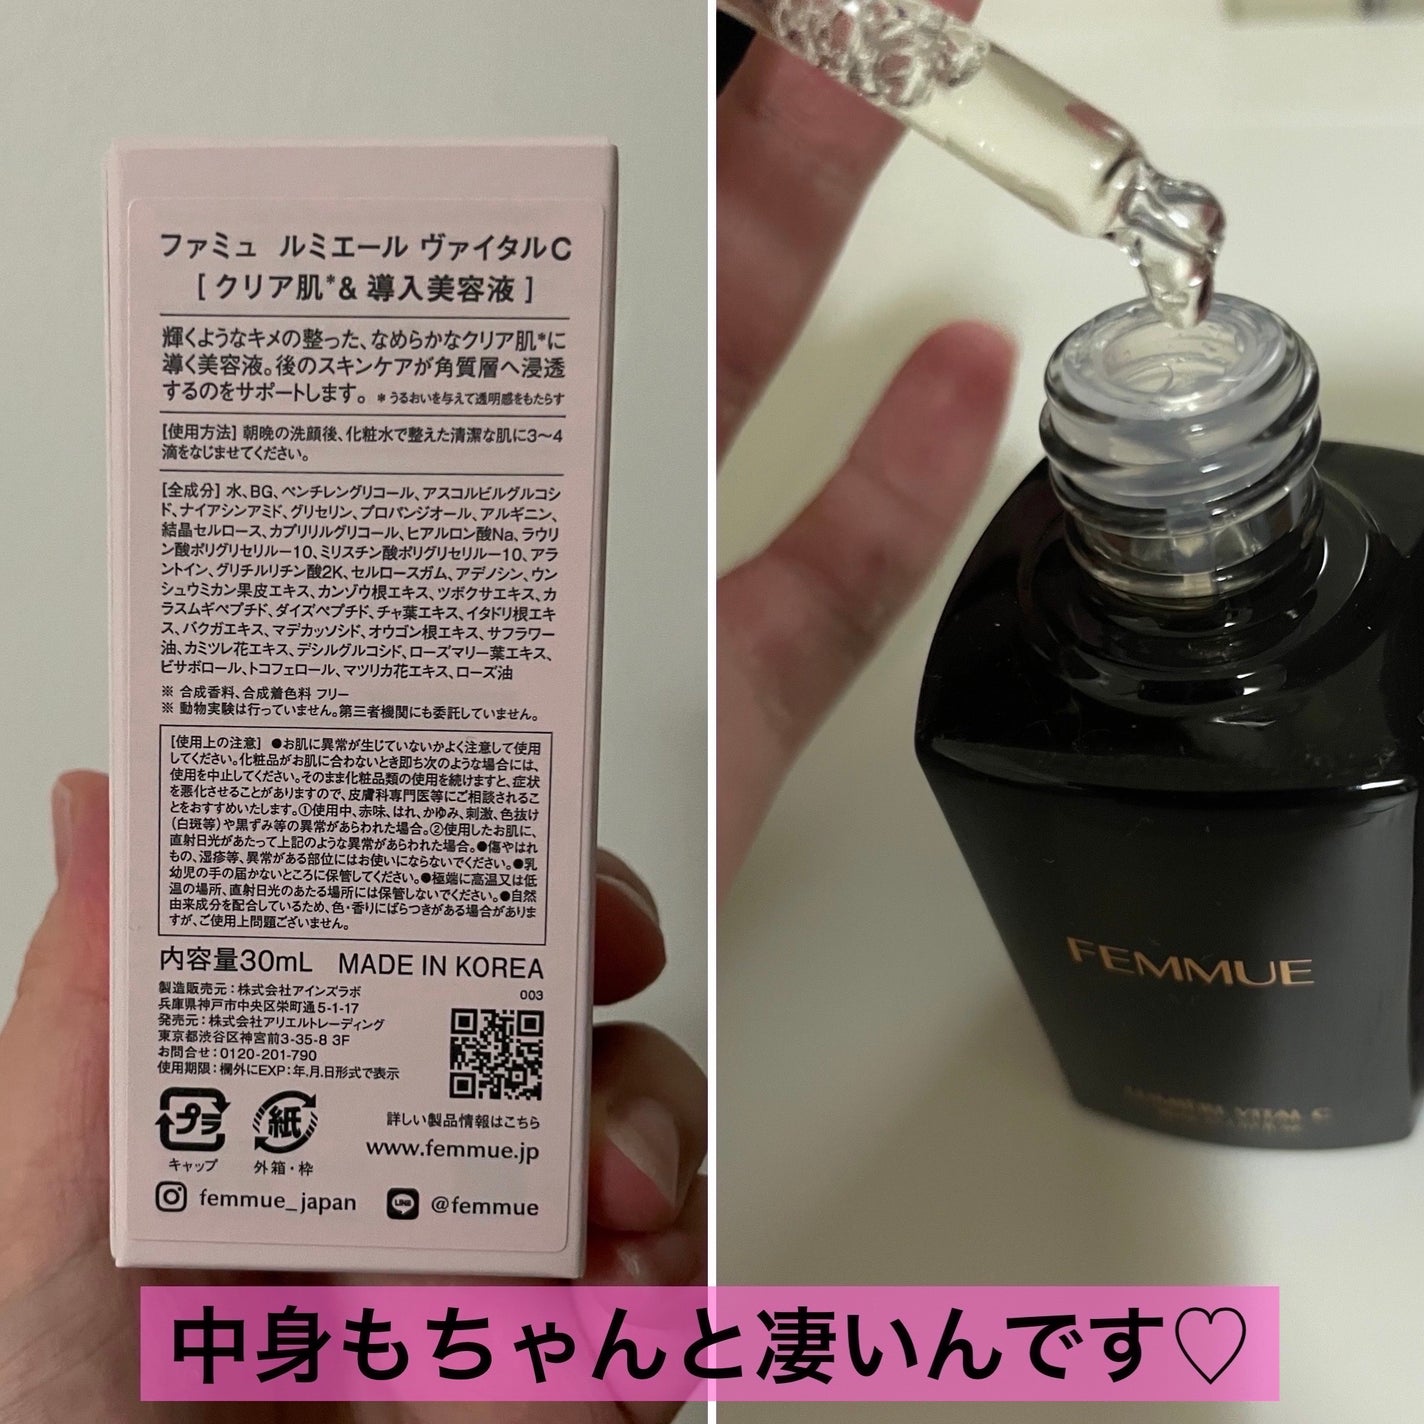 ファミュ ルミエール ヴァイタルC
[ クリア肌*& 導入美容液 ]
輝くようなキメの整った、なめらかなクリア肌*に
導く美容液。後のスキンケアが角質層へ浸透
するのをサポートします。 *うるおいを与えて透明感をもたらす
[使用方法] 朝晩の洗顔後、化粧水で整えた清潔な肌に3〜4
滴をなじませてください。
[全成分] 水、BG、ペンチレングリコール、アスコルビルグルコシ
ド、ナイアシンアミド、グリセリン、プロパンジオール、アルギニン、
結晶セルロース、カプリリルグリコール、ヒアルロン酸Na、ラウリ
ン酸ポリグリセリル－10、ミリスチン酸ポリグリセリル－10、アラ
ントイン、グリチルリチン酸2K、セルロースガム、アデノシン、ウン
シュウミカン果皮エキス、カンゾウ根エキス、ツボクサエキス、カ
ラスムギペプチド、ダイズペプチド、チャ葉エキス、イタドリ根エキ
ス、バクガエキス、マデカッソシド、オウゴン根エキス、サフラワー
油、カミツレ花エキス、デシルグルコシド、ローズマリー葉エキス、
ビサボロール、トコフェロール、マツリカ花エキス、ローズ油
※ 合成香料、合成着色料 フリー
※ 動物実験は行っていません。第三者機関にも委託していません。
[使用上の注意] ●お肌に異常が生じていないかよく注意して使用
してください。化粧品がお肌に合わないとき即ち次のような場合には、
使用を中止してください。そのまま化粧品類の使用を続けますと、症状
を悪化させることがありますので、皮膚科専門医等にご相談されるこ
とをおすすめいたします。①使用中、赤味、はれ、かゆみ、刺激、色抜け
(白斑等)や黒ずみ等の異常があらわれた場合。②使用したお肌に、
直射日光があたって上記のような異常があらわれた場合。●傷やはれ
もの、湿疹等、異常がある部位にはお使いにならないでください。●乳
幼児の手の届かないところに保管してください。●極端に高温又は低
温の場所、直射日光のあたる場所には保管しないでください。●自然
由来成分を配合しているため、色・香りにばらつきがある場合がありま
すが、ご使用上問題ございません。
内容量30mL MADE IN KOREA
003
製造販売元：株式会社アインズラボ
兵庫県神戸市中央区栄町通5-1-17
発売元：株式会社アリエルトレーディング
東京都渋谷区神宮前3-35-8 3F
お問合せ：0120-201-790
使用期限：欄外にEXP：年.月.日形式で表示
プラ
キャップ
紙
外箱・枠
詳しい製品情報はこちら
www.femmue.jp
femmue_japan
LINE
@femmue
FEMMUE
LUMIERE VITAL C
中身もちゃんと凄いんです♡